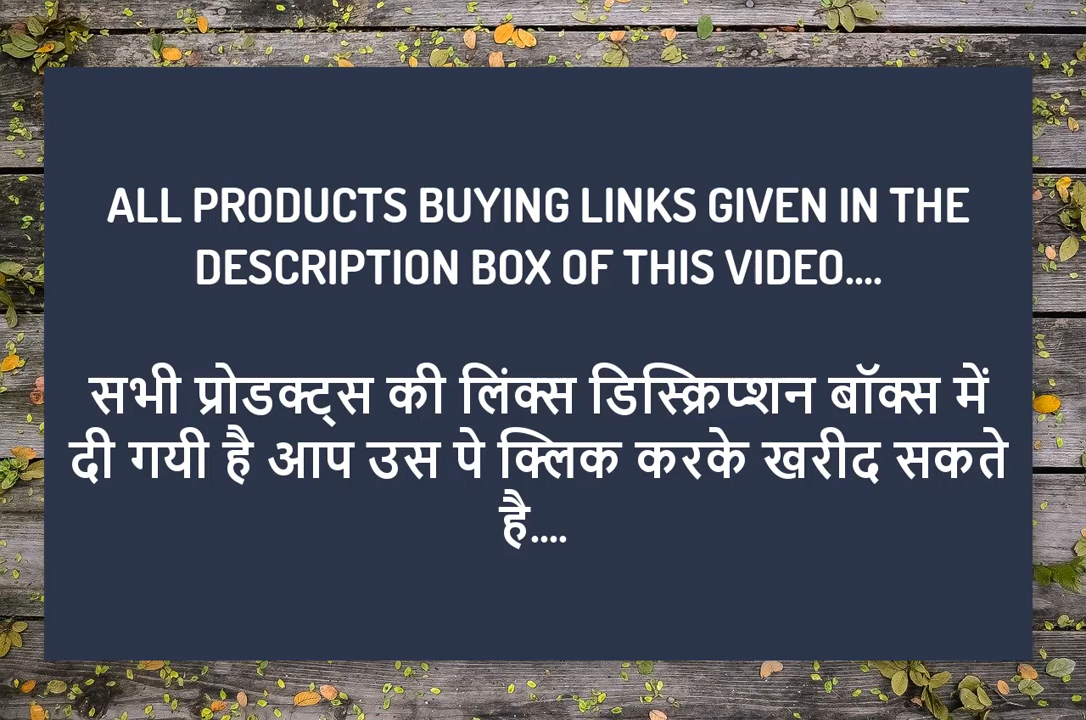 ALL PRODUCTS BUYING LINKS GIVEN IN THE
DESCRIPTION BOX OF THIS VIDEO....
सभी प्रोडक्ट्स की लिंक्स डिस्क्रिप्शन बॉक्स में
दी गयी है आप उस पे क्लिक करके खरीद सकते
है....